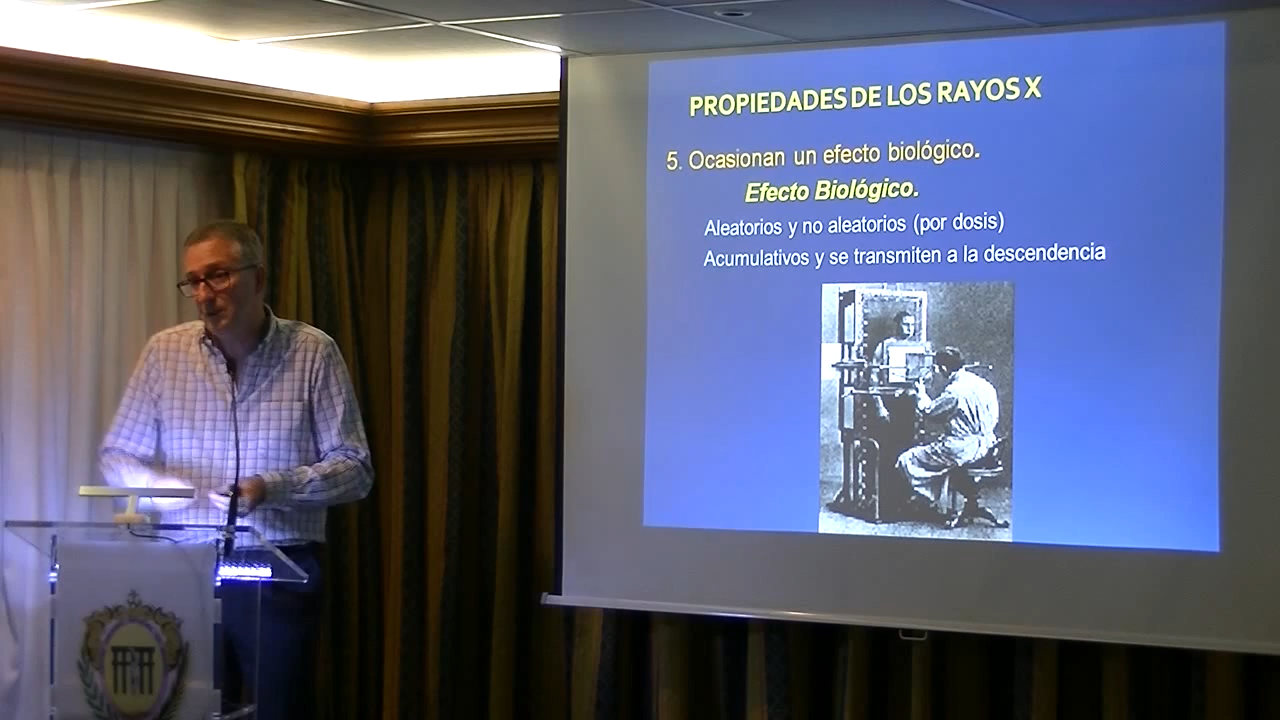 PROPIEDADES DE LOS RAYOS X
5. Ocasionan un efecto biológico.
Efecto Biológico.
Aleatorios y no aleatorios (por dosis)
Acumulativos y se transmiten a la descendencia